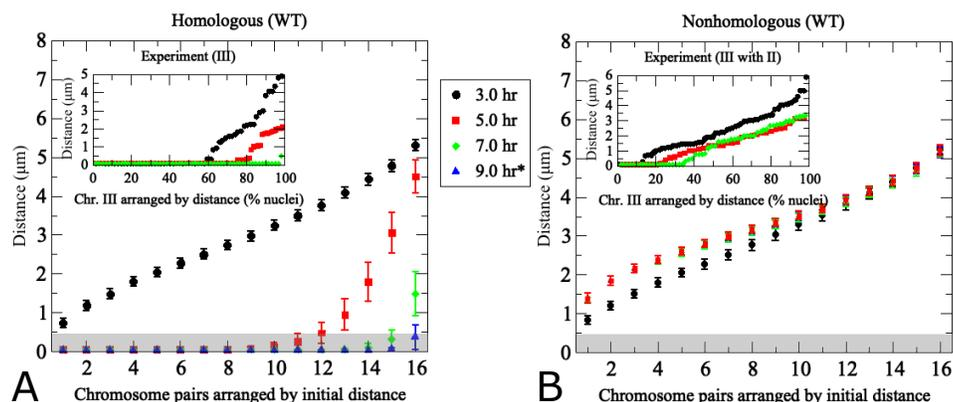 Homologous (WT)
8
7
6
5
4
3
2
1
0
Distance (μm)
Experiment (III)
5
4
3
2
1
0
Distance (μm)
0 20 40 60 80 100
Chr. III arranged by distance (% nuclei)
2 4 6 8 10 12 14 16
Chromosome pairs arranged by initial distance
A
3.0 hr
5.0 hr
7.0 hr
9.0 hr*
Nonhomologous (WT)
8
7
6
5
4
3
2
1
0
Distance (μm)
Experiment (III with II)
6
5
4
3
2
1
0
Distance (μm)
0 20 40 60 80 100
Chr. III arranged by distance (% nuclei)
2 4 6 8 10 12 14 16
Chromosome pairs arranged by initial distance
B